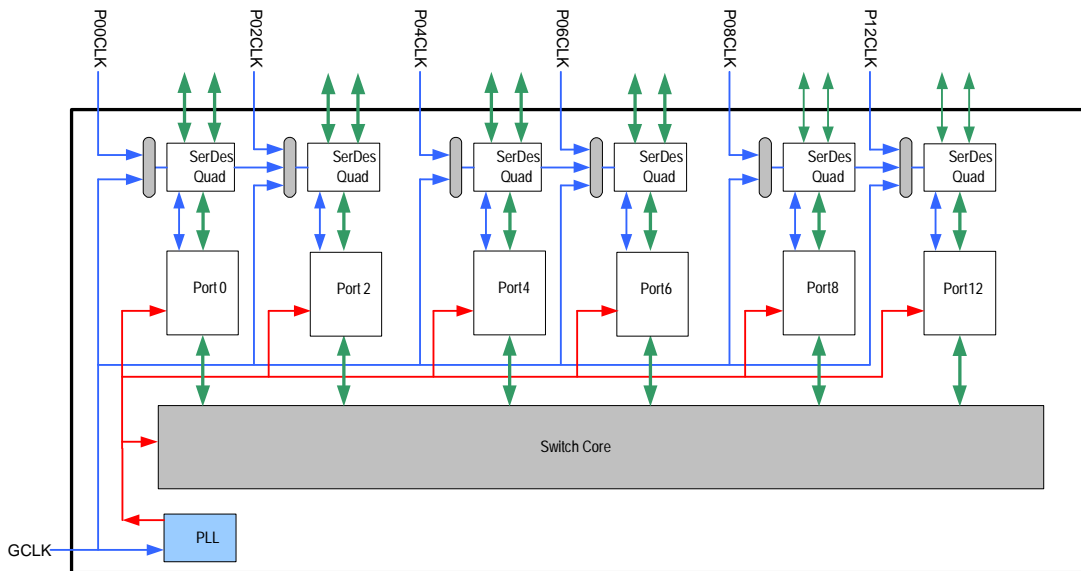 P00CLK
P02CLK
P04CLK
P06CLK
P08CLK
P12CLK
SerDes
Quad
SerDes
Quad
SerDes
Quad
SerDes
Quad
SerDes
Quad
SerDes
Quad
Port 0
Port 2
Port4
Port6
Port8
Port12
Switch Core
PLL
GCLK